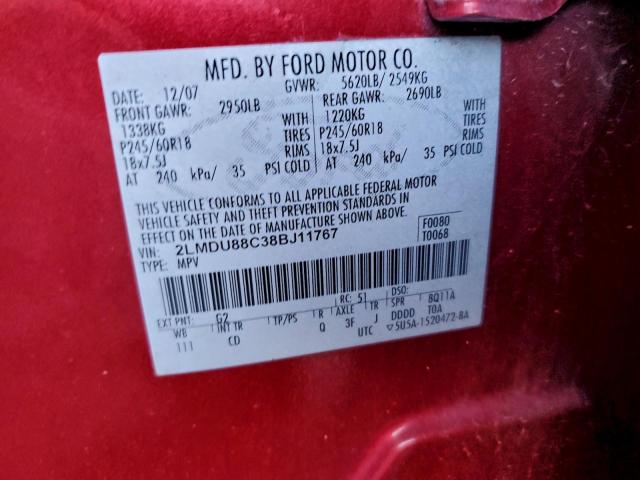 MFD. BY FORD MOTOR CO.
DATE: 12/07 GVWR: 5620LB/ 2549KG
FRONT GAWR: 2950LB REAR GAWR: 2690LB
1338KG WITH 1220KG WITH
P245/60R18 TIRES P245/60R18 TIRES
18x7.5J RIMS 18x7.5J RIMS
AT 240 kPa/ 35 PSI COLD AT 240 kPa/ 35 PSI COLD
THIS VEHICLE CONFORMS TO ALL APPLICABLE FEDERAL MOTOR
VEHICLE SAFETY AND THEFT PREVENTION STANDARDS IN
EFFECT ON THE DATE OF MANUFACTURE SHOWN ABOVE.
VIN: 2LMDU88C38BJ11767 F0080
TYPE: MPV T0068
EXT PNT: G2 RC: 51 DSO:
WB INT TR TP/PS R AXLE TR SPR BQ11A
111 CD Q 3F J DDDD TOA
UTC ▽5U5A-1520472-BA